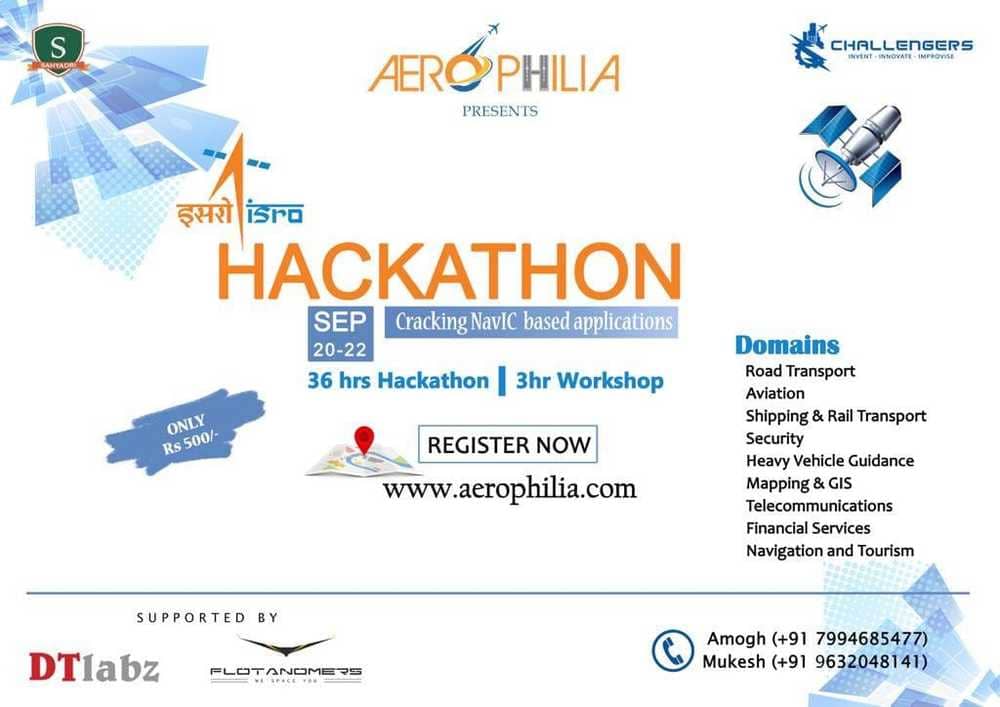 S
SAHYADRI
AEROPHILIA
PRESENTS
CHALLENGERS
INVENT - INNOVATE - IMPROVISE
इसरो isro
HACKATHON
SEP
20-22
Cracking NavIC based applications
36 hrs Hackathon | 3hr Workshop
ONLY
Rs 500/-
REGISTER NOW
www.aerophilia.com
Domains
Road Transport
Aviation
Shipping & Rail Transport
Security
Heavy Vehicle Guidance
Mapping & GIS
Telecommunications
Financial Services
Navigation and Tourism
SUPPORTED BY
DTlabz
FLOTANOMERS
WE SPACE YOU
Amogh (+91 7994685477)
Mukesh (+91 9632048141)